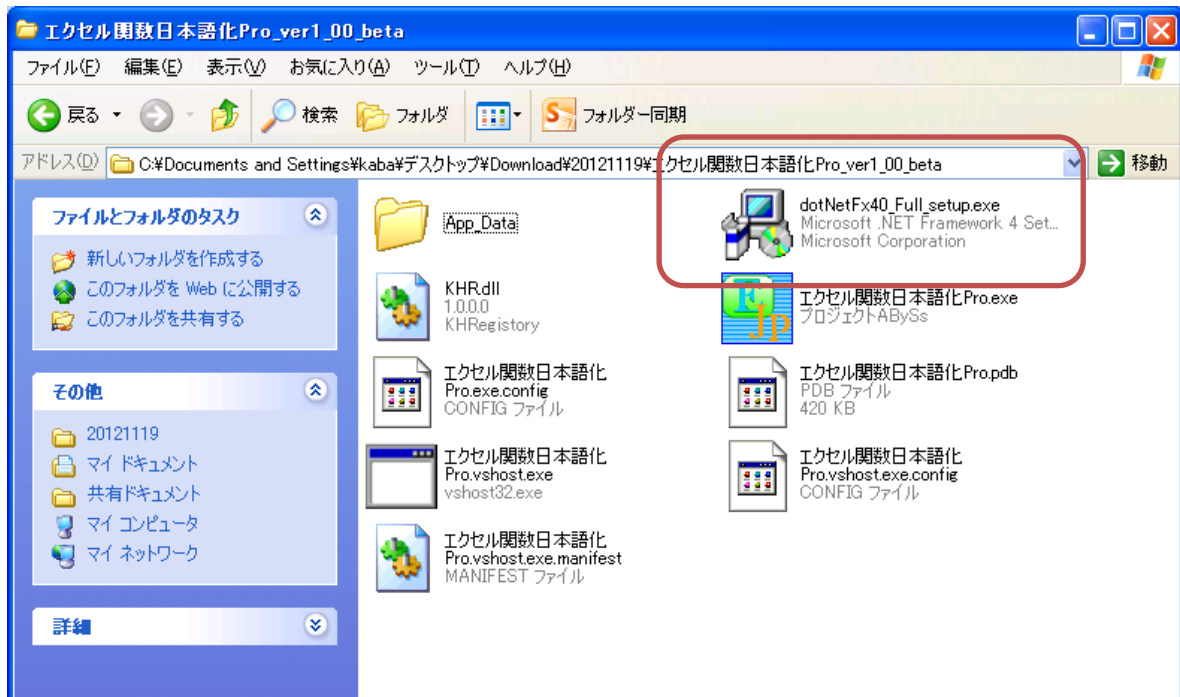 エクセル関数日本語化Pro_ver1_00_beta
ファイル(F) 編集(E) 表示(V) お気に入り(A) ツール(T) ヘルプ(H)
戻る 検索 フォルダ フォルダー同期
アドレス(D) C:¥Documents and Settings¥kaba¥デスクトップ¥Download¥20121119¥エクセル関数日本語化Pro_ver1_00_beta 移動
ファイルとフォルダのタスク
新しいフォルダを作成する
このフォルダを Web に公開する
このフォルダを共有する
その他
20121119
マイ ドキュメント
共有ドキュメント
マイ コンピュータ
マイ ネットワーク
詳細
App_Data
dotNetFx40_Full_setup.exe
Microsoft .NET Framework 4 Set...
Microsoft Corporation
KHR.dll
1.0.0.0
KHRegistory
エクセル関数日本語化Pro.exe
プロジェクトABySs
エクセル関数日本語化
Pro.exe.config
CONFIG ファイル
エクセル関数日本語化Pro.pdb
PDB ファイル
420 KB
エクセル関数日本語化
Pro.vshost.exe
vshost32.exe
エクセル関数日本語化
Pro.vshost.exe.config
CONFIG ファイル
エクセル関数日本語化
Pro.vshost.exe.manifest
MANIFEST ファイル